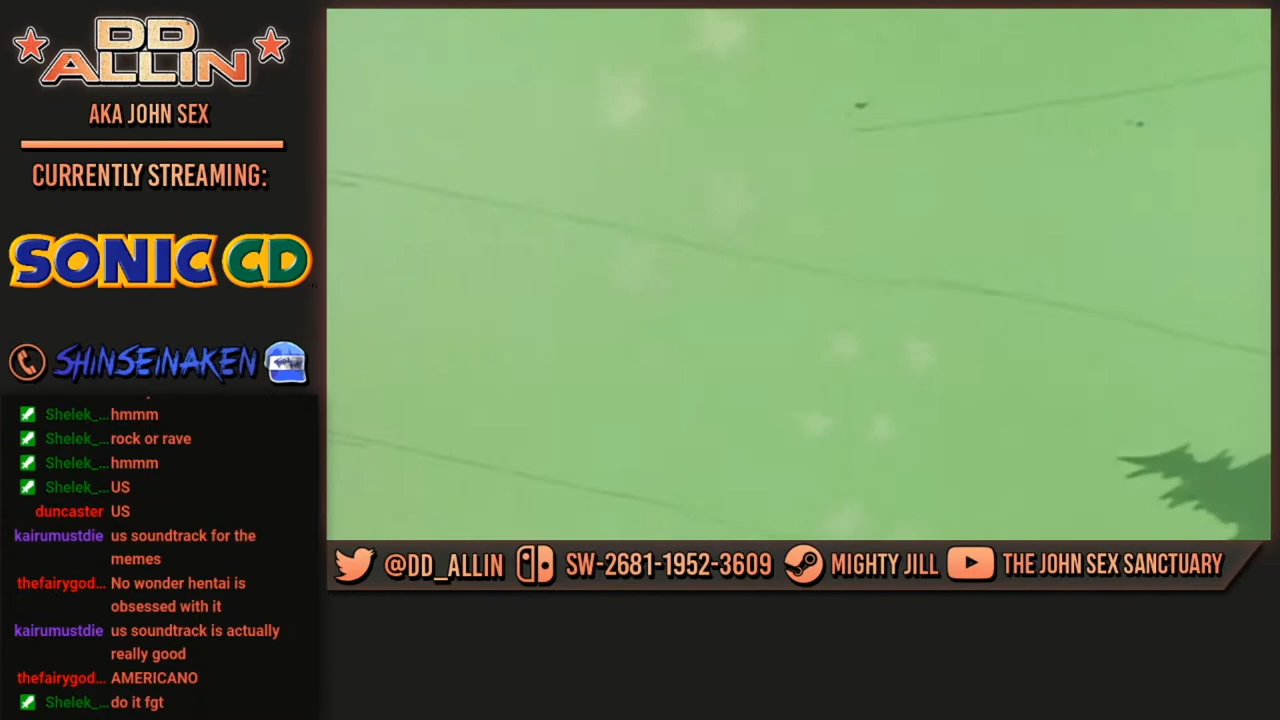 DD
ALLIN
AKA JOHN SEX
CURRENTLY STREAMING:
SONIC CD
SHINSEINAKEN
Shelek_... hmmm
Shelek_... rock or rave
Shelek_... hmmm
Shelek_... US
duncaster US
kairumustdie us soundtrack for the
memes
thefairygod... No wonder hentai is
obsessed with it
kairumustdie us soundtrack is actually
really good
thefairygod... AMERICANO
Shelek_... do it fgt
@DD_ALLIN SW-2681-1952-3609 MIGHTY JILL THE JOHN SEX SANCTUARY